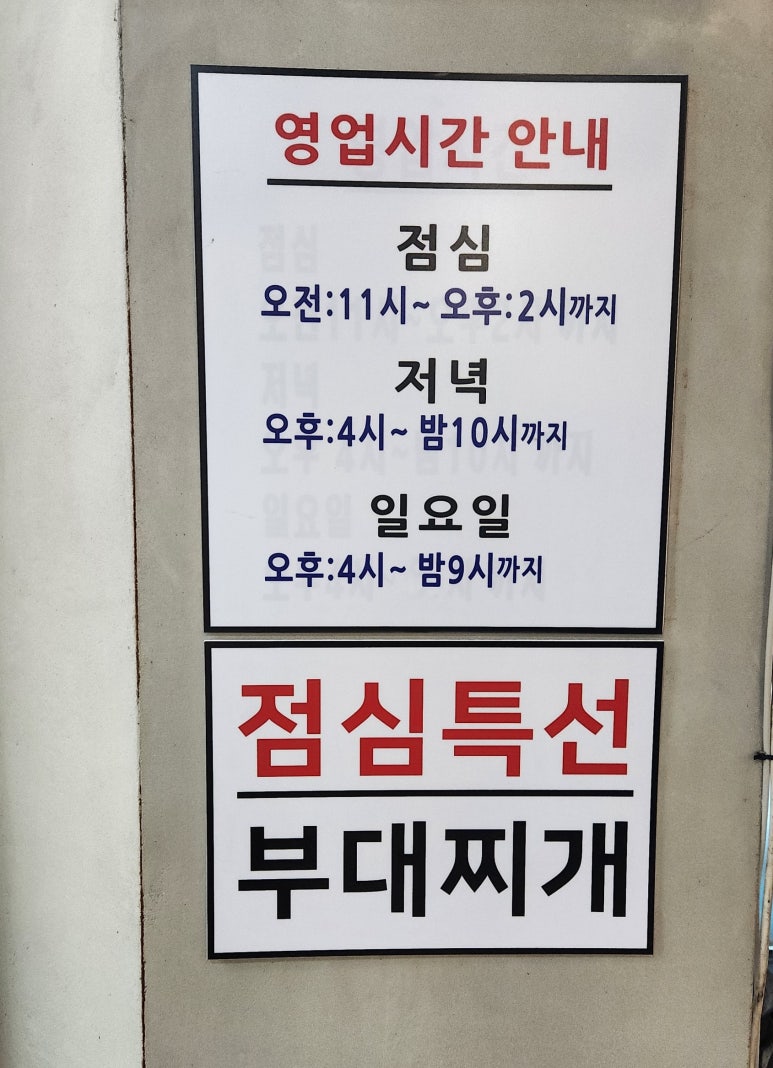 영업시간 안내
점심
오전:11시~ 오후:2시까지
저녁
오후:4시~ 밤10시까지
일요일
오후:4시~ 밤9시까지
점심특선
부대찌개